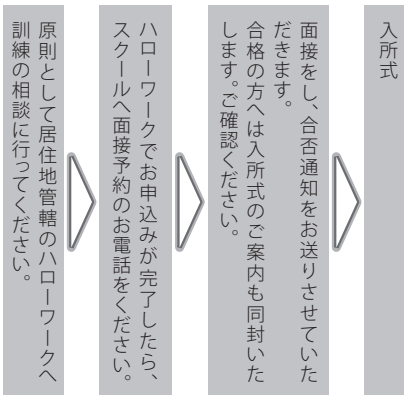 原則として居住地管轄のハローワークへ
訓練の相談に行ってください。
ハローワークでお申込みが完了したら、
スクールへ面接予約のお電話をください。
面接をし、合否通知をお送りさせていた
だきます。
合格の方へは入所式のご案内も同封いた
します。ご確認ください。
入所式